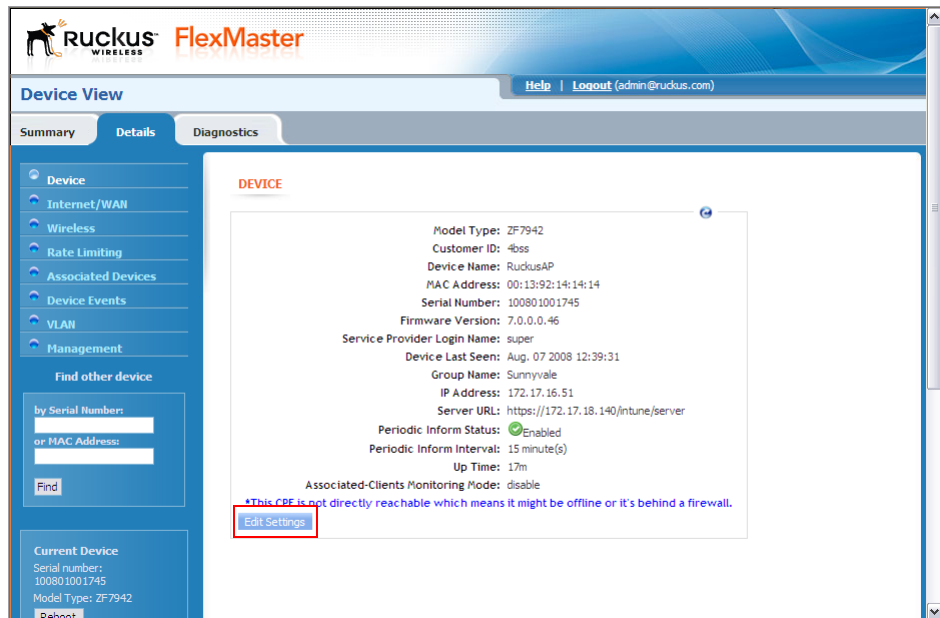 Ruckus FlexMaster
WIRELESS
Device View
Help | Logout (admin@ruckus.com)
Summary Details Diagnostics
Device
Internet/WAN
Wireless
Rate Limiting
Associated Devices
Device Events
VLAN
Management
Find other device
by Serial Number:
or MAC Address:
Find
Current Device
Serial number:
100801001745
Model Type: ZF7942
Reboot
DEVICE
Model Type: ZF7942
Customer ID: 4bss
Device Name: RuckusAP
MAC Address: 00:13:92:14:14:14
Serial Number: 100801001745
Firmware Version: 7.0.0.0.46
Service Provider Login Name: super
Device Last Seen: Aug. 07 2008 12:39:31
Group Name: Sunnyvale
IP Address: 172.17.16.51
Server URL: https://172.17.18.140/intune/server
Periodic Inform Status: Enabled
Periodic Inform Interval: 15 minute(s)
Up Time: 17m
Associated-Clients Monitoring Mode: disable
*This CPE is not directly reachable which means it might be offline or it's behind a firewall.
Edit Settings